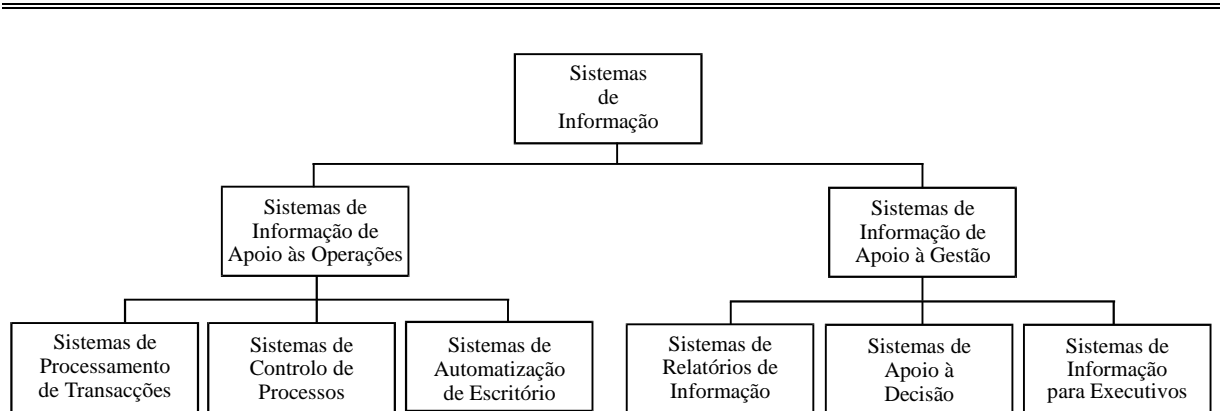 Sistemas
de
Informação
Sistemas de
Informação de
Apoio às Operações
Sistemas de
Informação de
Apoio à Gestão
Sistemas de
Processamento
de Transacções
Sistemas de
Controlo de
Processos
Sistemas de
Automatização
de Escritório
Sistemas de
Relatórios de
Informação
Sistemas de
Apoio à
Decisão
Sistemas de
Informação
para Executivos